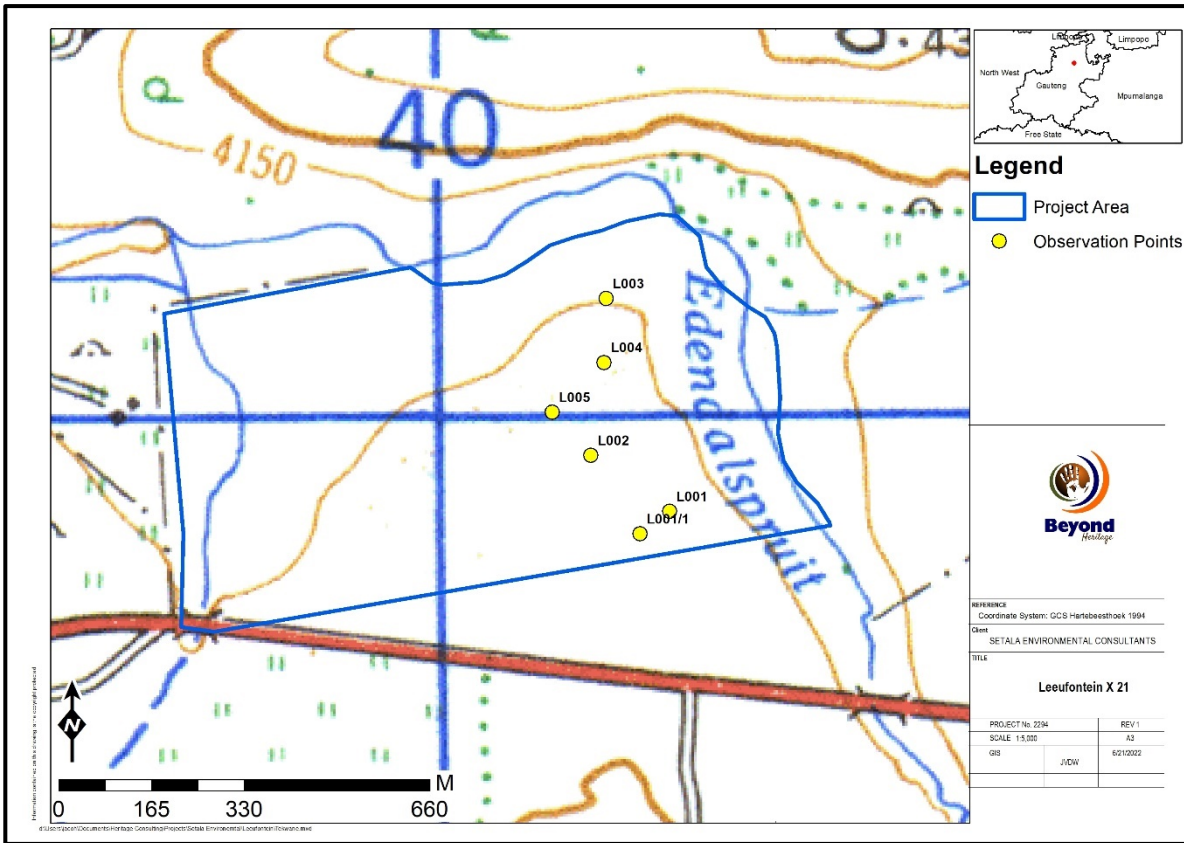 40
4150
Edendalspruit
L003
L004
L005
L002
L001
L001/1
N
0 165 330 660
M
Limpopo
North West
Gauteng
Mpumalanga
Free State
Legend
Project Area
Observation Points
Beyond
Heritage
REFERENCE
Coordinate System: GCS Hartebeesthoek 1994
Client
SETALA ENVIRONMENTAL CONSULTANTS
TITLE
Leeufontein X 21
PROJECT No. 2294 REV 1
SCALE 1:5,000 A3
GIS JVDW 6/21/2022